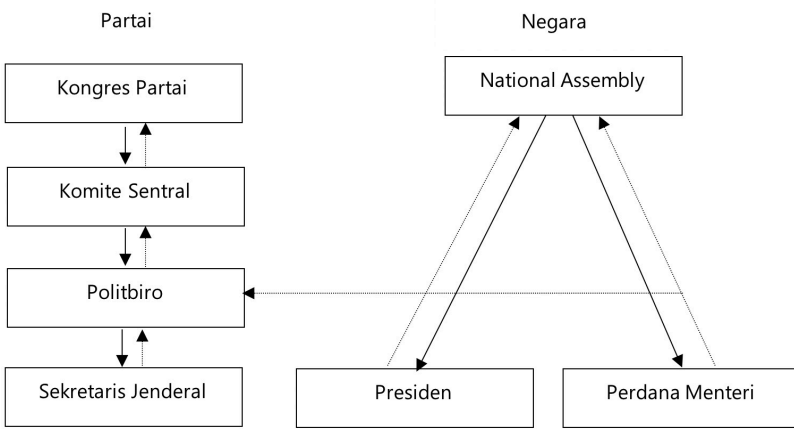 Partai
Negara
Kongres Partai
National Assembly
Komite Sentral
Politbiro
Sekretaris Jenderal
Presiden
Perdana Menteri